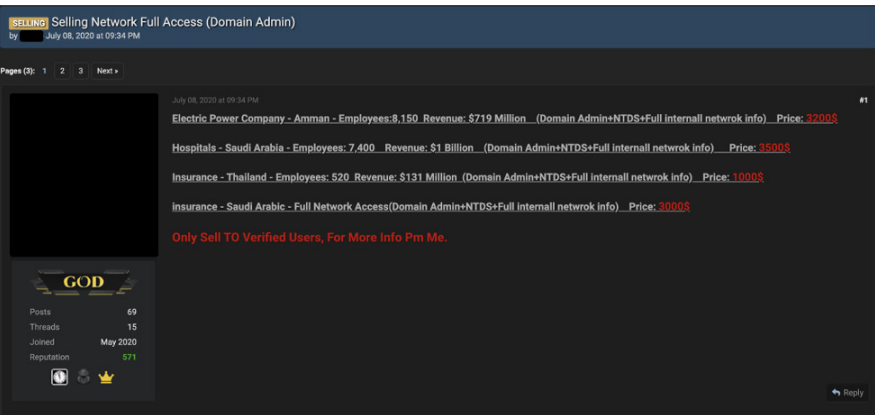 SELLING Selling Network Full Access (Domain Admin)
by July 08, 2020 at 09:34 PM
Pages (3): 1 2 3 Next »
July 08, 2020 at 09:34 PM #1
Electric Power Company - Amman - Employees:8,150 Revenue: $719 Million (Domain Admin+NTDS+Full internall netwrok info) Price: 3200$
Hospitals - Saudi Arabia - Employees: 7,400 Revenue: $1 Billion (Domain Admin+NTDS+Full internall netwrok info) Price: 3500$
Insurance - Thailand - Employees: 520 Revenue: $131 Million (Domain Admin+NTDS+Full internall netwrok info) Price: 1000$
insurance - Saudi Arabic - Full Network Access(Domain Admin+NTDS+Full internall netwrok info) Price: 3000$
Only Sell TO Verified Users, For More Info Pm Me.
GOD
Posts 69
Threads 15
Joined May 2020
Reputation 571
Reply